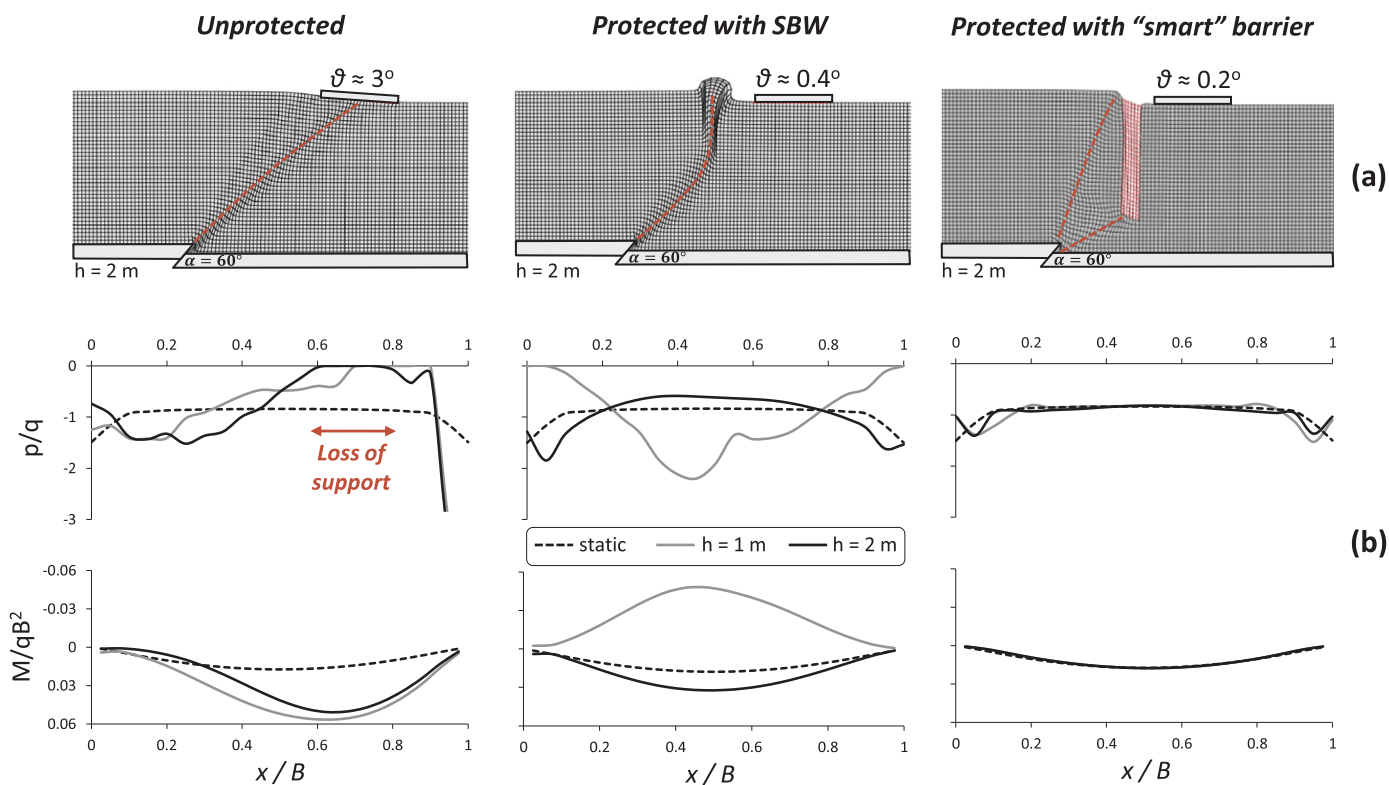 Unprotected
Protected with SBW
Protected with “smart” barrier
ϑ ≈ 3°
ϑ ≈ 0.4°
ϑ ≈ 0.2°
(a)
α = 60°
α = 60°
α = 60°
h = 2 m
h = 2 m
h = 2 m
0 0.2 0.4 0.6 0.8 1
0 0.2 0.4 0.6 0.8 1
0 0.2 0.4 0.6 0.8 1
0
-1
-2
-3
p/q
Loss of
support
static h = 1 m h = 2 m
(b)
-0.06
-0.03
0
0.03
0.06
M/qB²
0 0.2 0.4 0.6 0.8 1
0 0.2 0.4 0.6 0.8 1
0 0.2 0.4 0.6 0.8 1
x / B
x / B
x / B